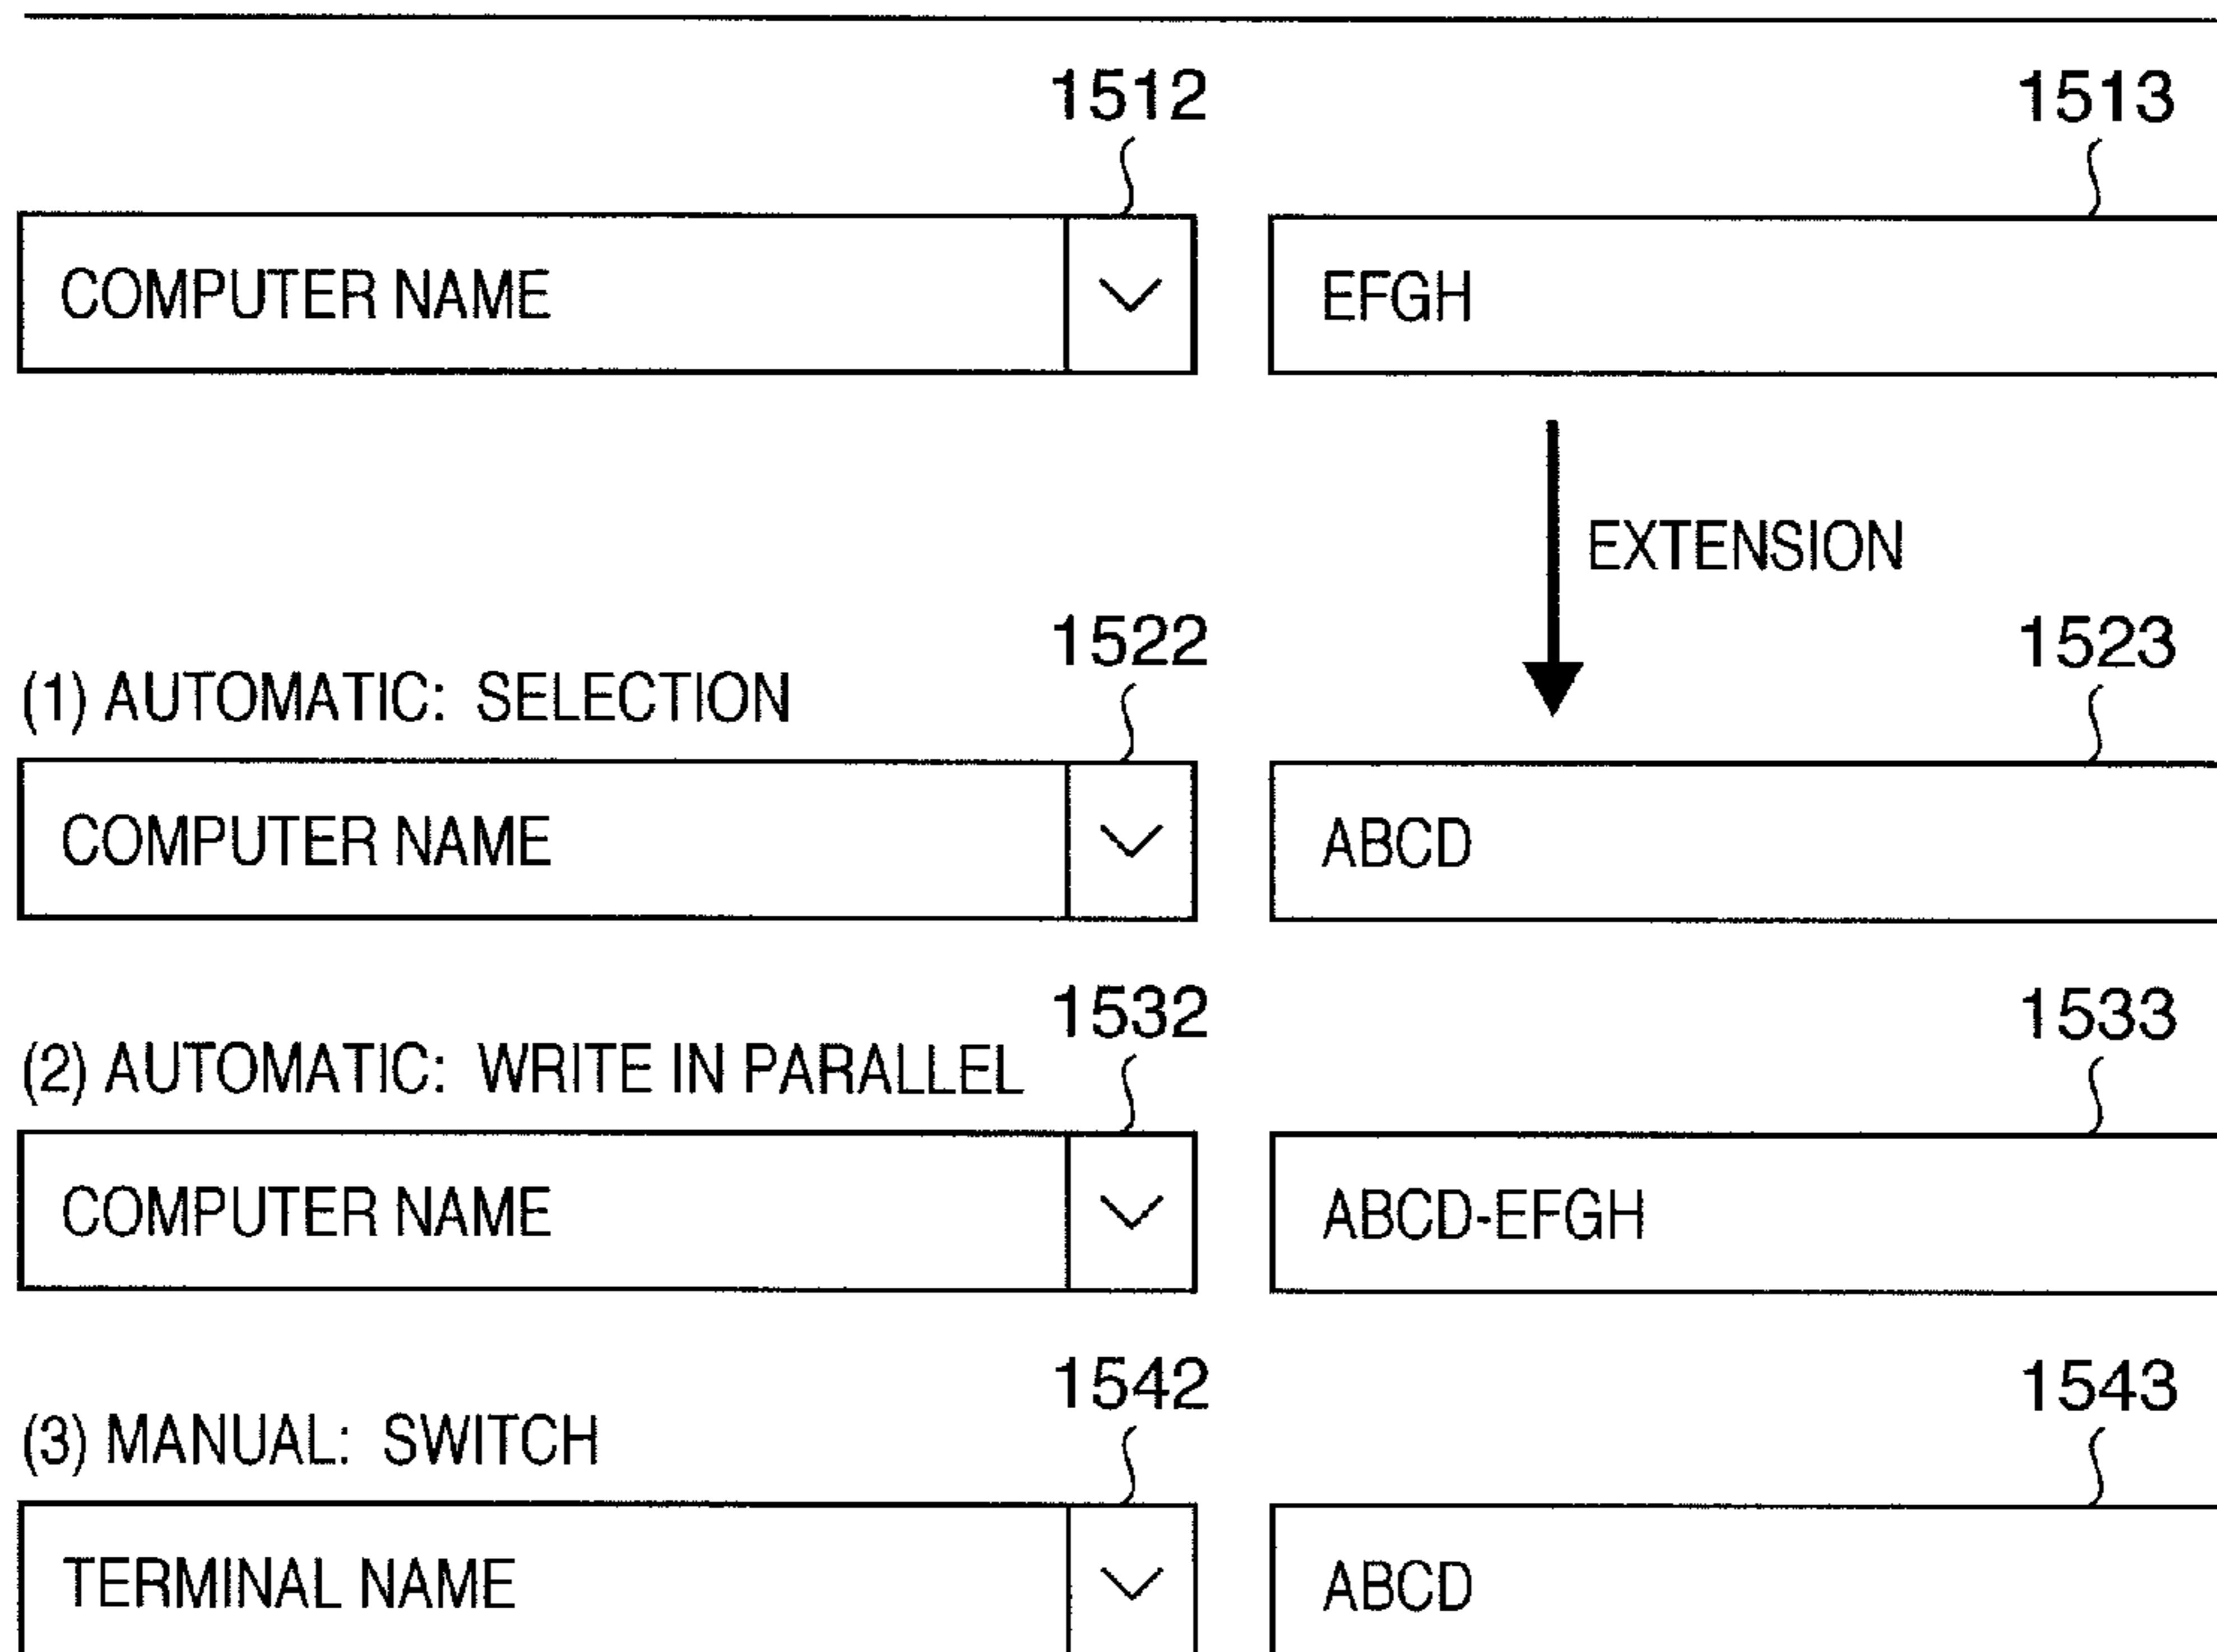 1512 1513
COMPUTER NAME EFGH
EXTENSION
1522 1523
(1) AUTOMATIC: SELECTION
COMPUTER NAME ABCD
1532 1533
(2) AUTOMATIC: WRITE IN PARALLEL
COMPUTER NAME ABCD-EFGH
1542 1543
(3) MANUAL: SWITCH
TERMINAL NAME ABCD